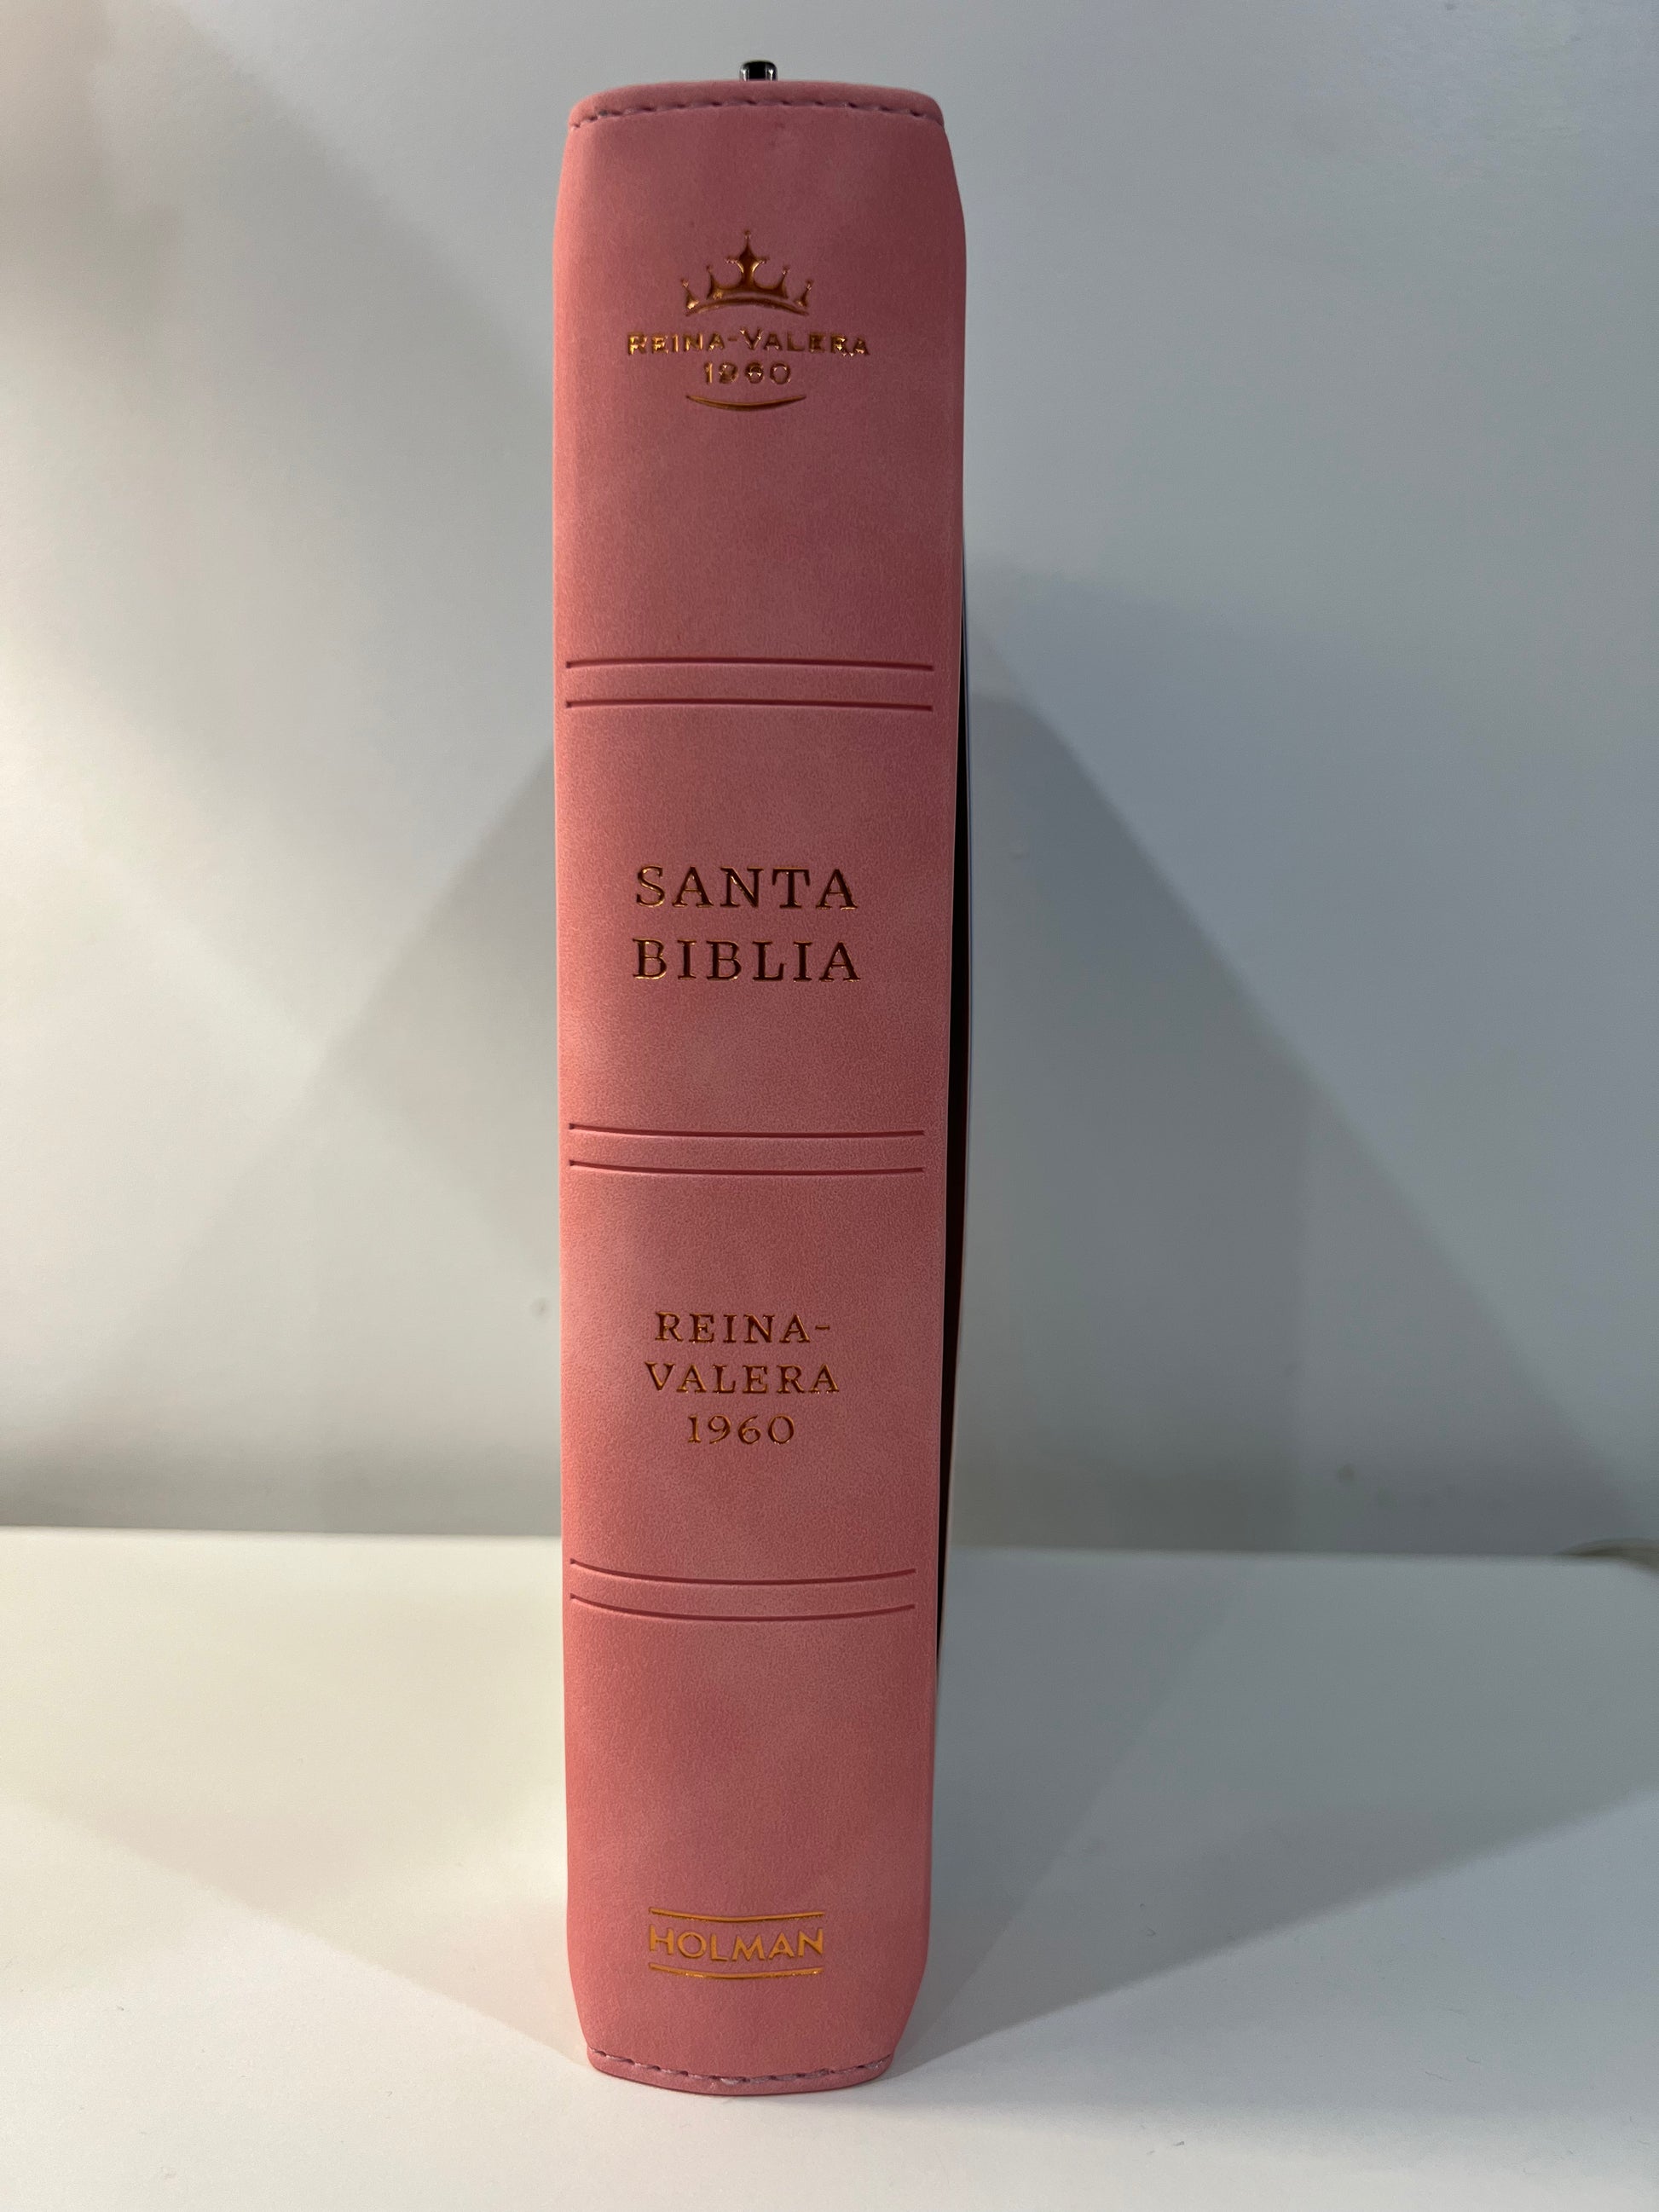 REINA-VALERA
1960
SANTA
BIBLIA
REINA-
VALERA
1960
HOLMAN